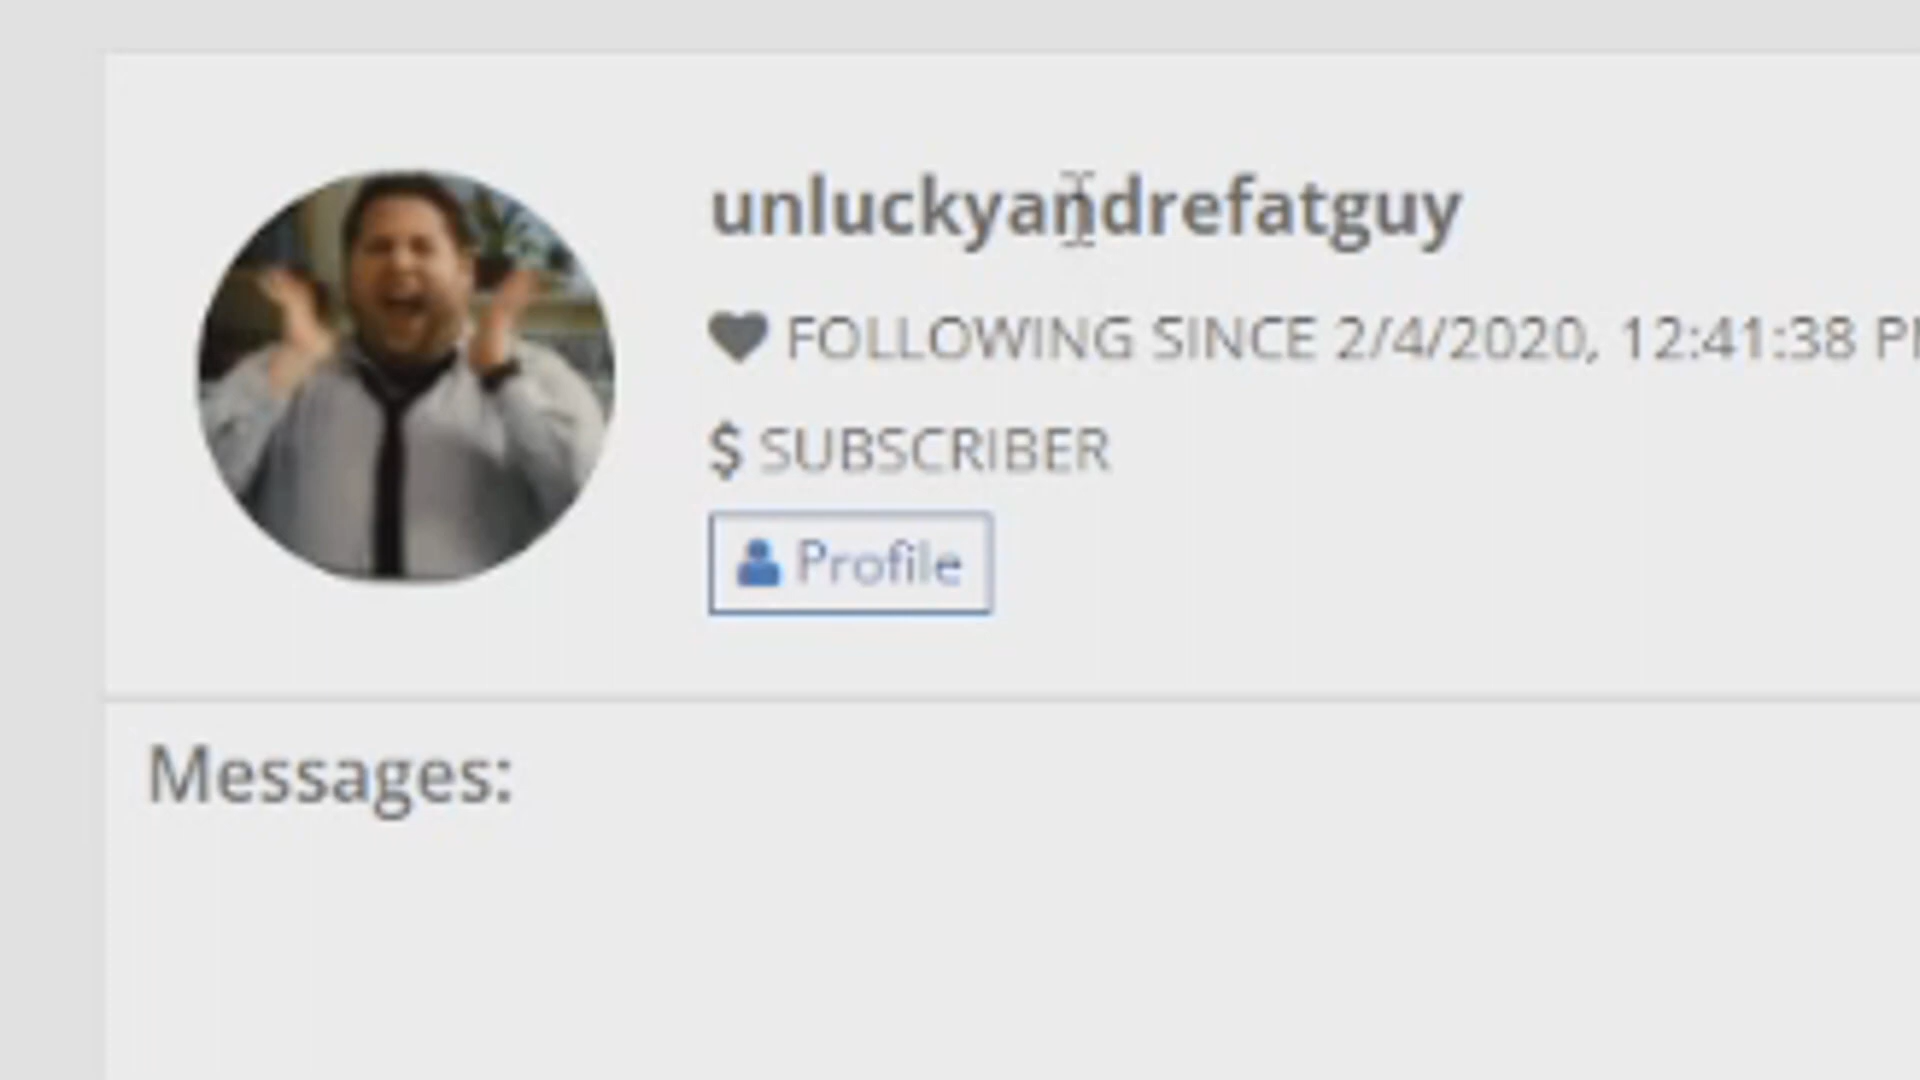 unluckyandrefatguy
FOLLOWING SINCE 2/4/2020, 12:41:38
$ SUBSCRIBER
Profile
Messages: